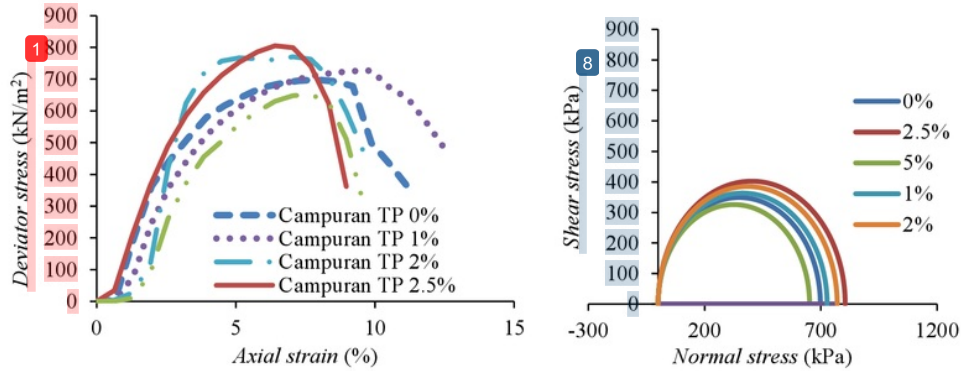 900
800
700
600
500
400
300
200
100
0
1
Deviator stress (kN/m²)
Campuran TP 0%
Campuran TP 1%
Campuran TP 2%
Campuran TP 2.5%
0 5 10 15
Axial strain (%)
900
800
700
600
500
400
300
200
100
0
8
Shear stress (kPa)
0%
2.5%
5%
1%
2%
-300 200 700 1200
Normal stress (kPa)